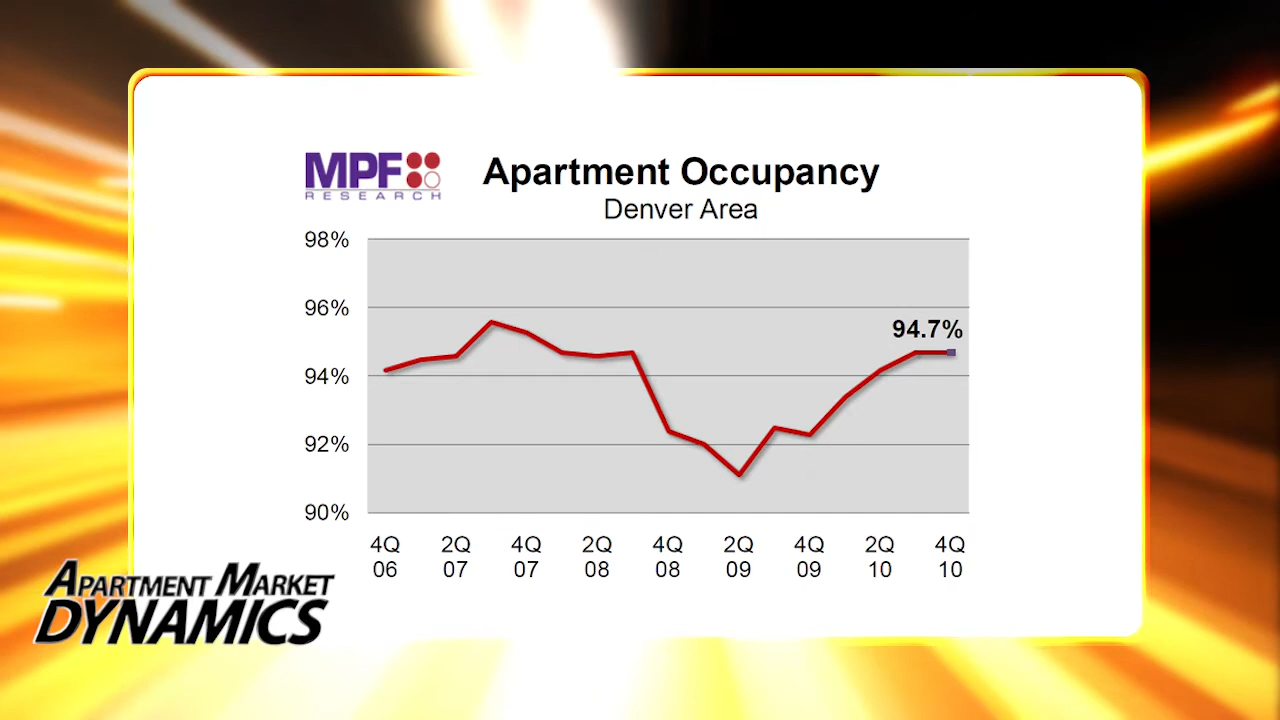 MPF
RESEARCH
Apartment Occupancy
Denver Area
98%
96%
94%
92%
90%
94.7%
4Q 2Q 4Q 2Q 4Q 2Q 4Q 2Q 4Q
06 07 07 08 08 09 09 10 10
APARTMENT MARKET
DYNAMICS